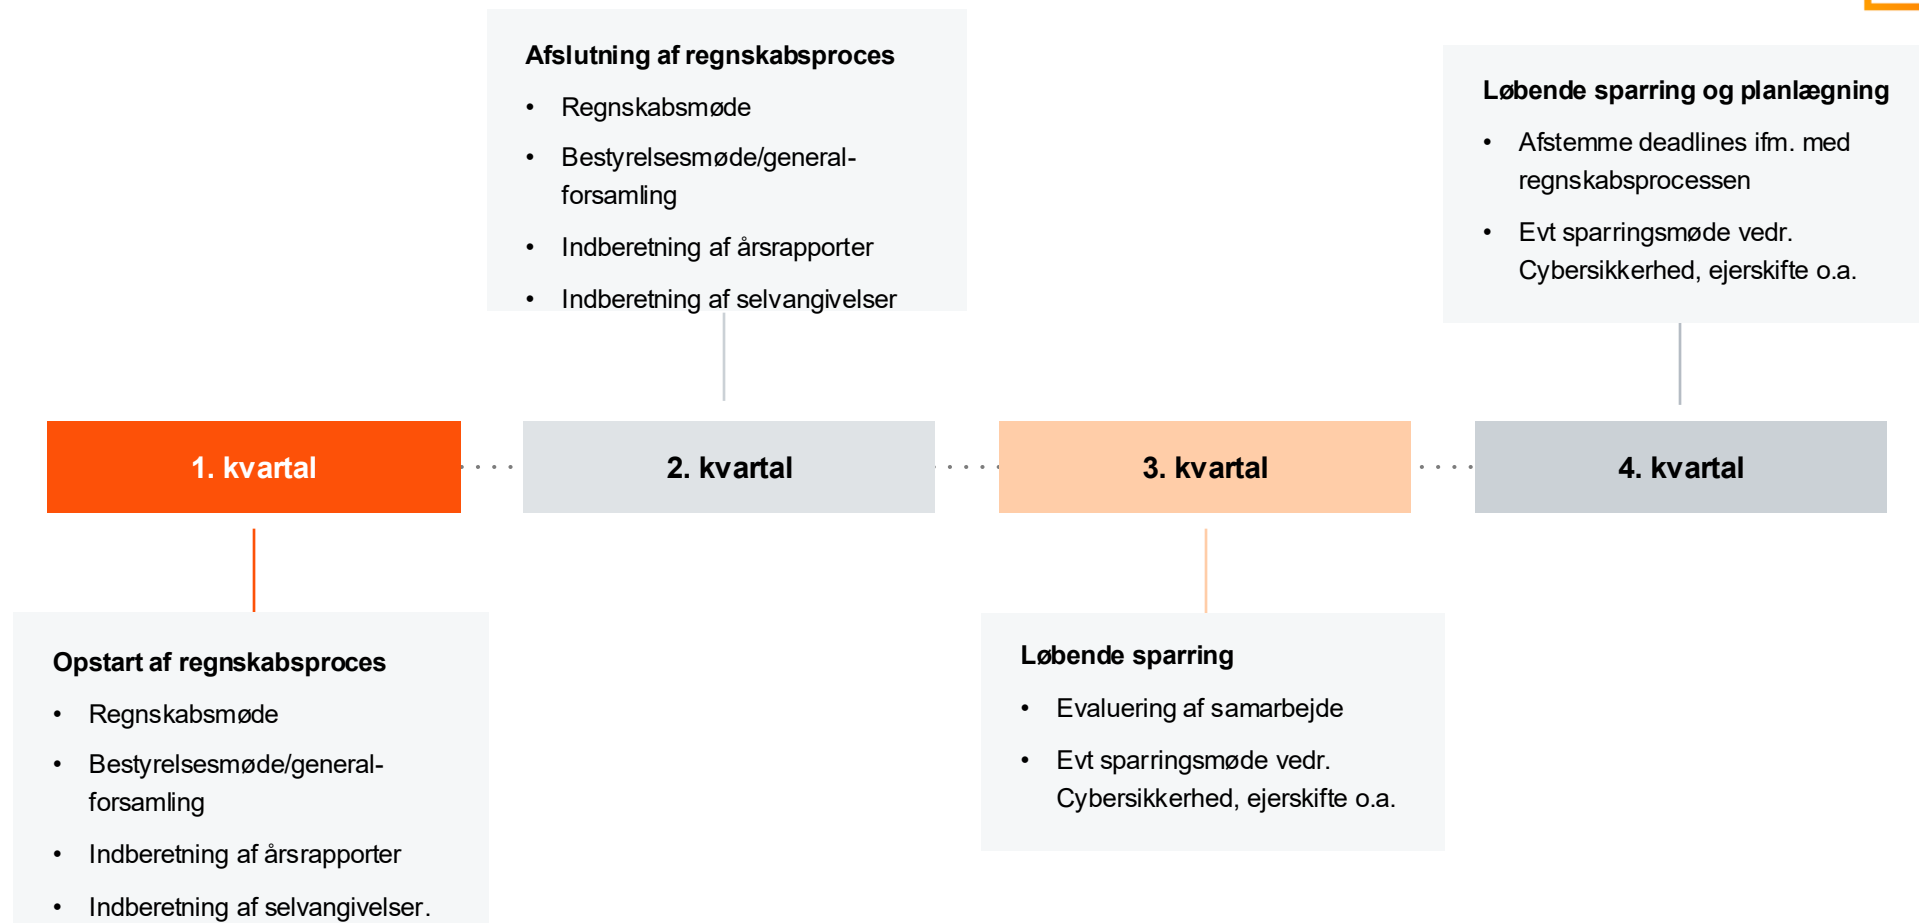 Afslutning af regnskabsproces
• Regnskabsmøde
• Bestyrelsesmøde/general-
forsamling
• Indberetning af årsrapporter
• Indberetning af selvangivelser
Løbende sparring og planlægning
• Afstemme deadlines ifm. med
regnskabsprocessen
• Evt sparringsmøde vedr.
Cybersikkerhed, ejerskifte o.a.
1. kvartal
2. kvartal
3. kvartal
4. kvartal
Opstart af regnskabsproces
• Regnskabsmøde
• Bestyrelsesmøde/general-
forsamling
• Indberetning af årsrapporter
• Indberetning af selvangivelser.
Løbende sparring
• Evaluering af samarbejde
• Evt sparringsmøde vedr.
Cybersikkerhed, ejerskifte o.a.